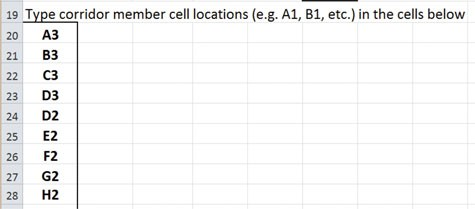 19 Type corridor member cell locations (e.g. A1, B1, etc.) in the cells below
20 A3
21 B3
22 C3
23 D3
24 D2
25 E2
26 F2
27 G2
28 H2